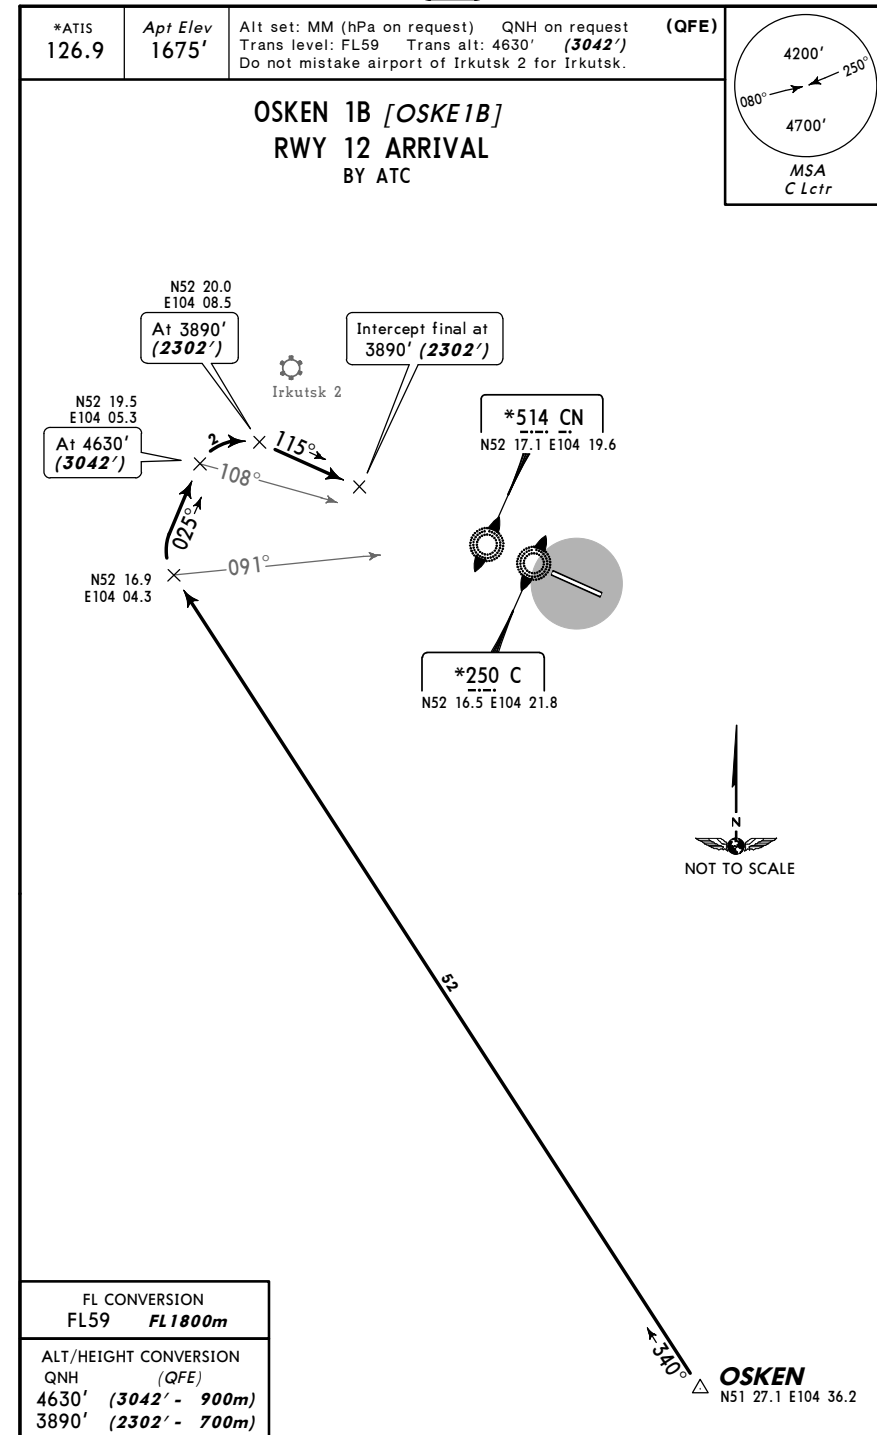 *ATIS
126.9
Apt Elev
1675'
Alt set: MM (hPa on request) QNH on request (QFE)
Trans level: FL59 Trans alt: 4630' (3042')
Do not mistake airport of Irkutsk 2 for Irkutsk.
4200'
250°
080°
4700'
MSA
C Lctr
OSKEN 1B [OSKE1B]
RWY 12 ARRIVAL
BY ATC
N52 20.0
E104 08.5
At 3890'
(2302')
Intercept final at
3890' (2302')
Irkutsk 2
N52 19.5
E104 05.3
At 4630'
(3042')
*514 CN
N52 17.1 E104 19.6
2
115°
108°
025°
091°
N52 16.9
E104 04.3
*250 C
N52 16.5 E104 21.8
N
NOT TO SCALE
52
340°
OSKEN
N51 27.1 E104 36.2
FL CONVERSION
FL59 FL1800m
ALT/HEIGHT CONVERSION
QNH (QFE)
4630' (3042' - 900m)
3890' (2302' - 700m)